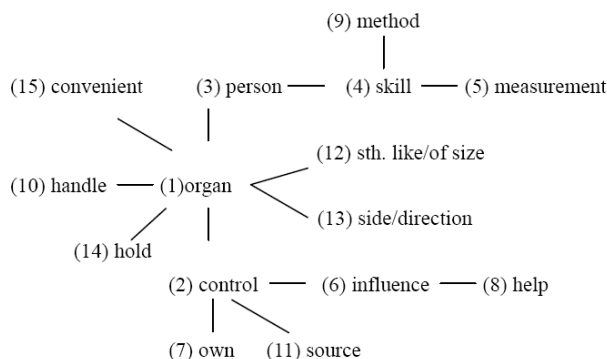 (9) method
(15) convenient (3) person (4) skill (5) measurement
(12) sth. like/of size
(10) handle (1)organ
(13) side/direction
(14) hold
(2) control (6) influence (8) help
(7) own (11) source